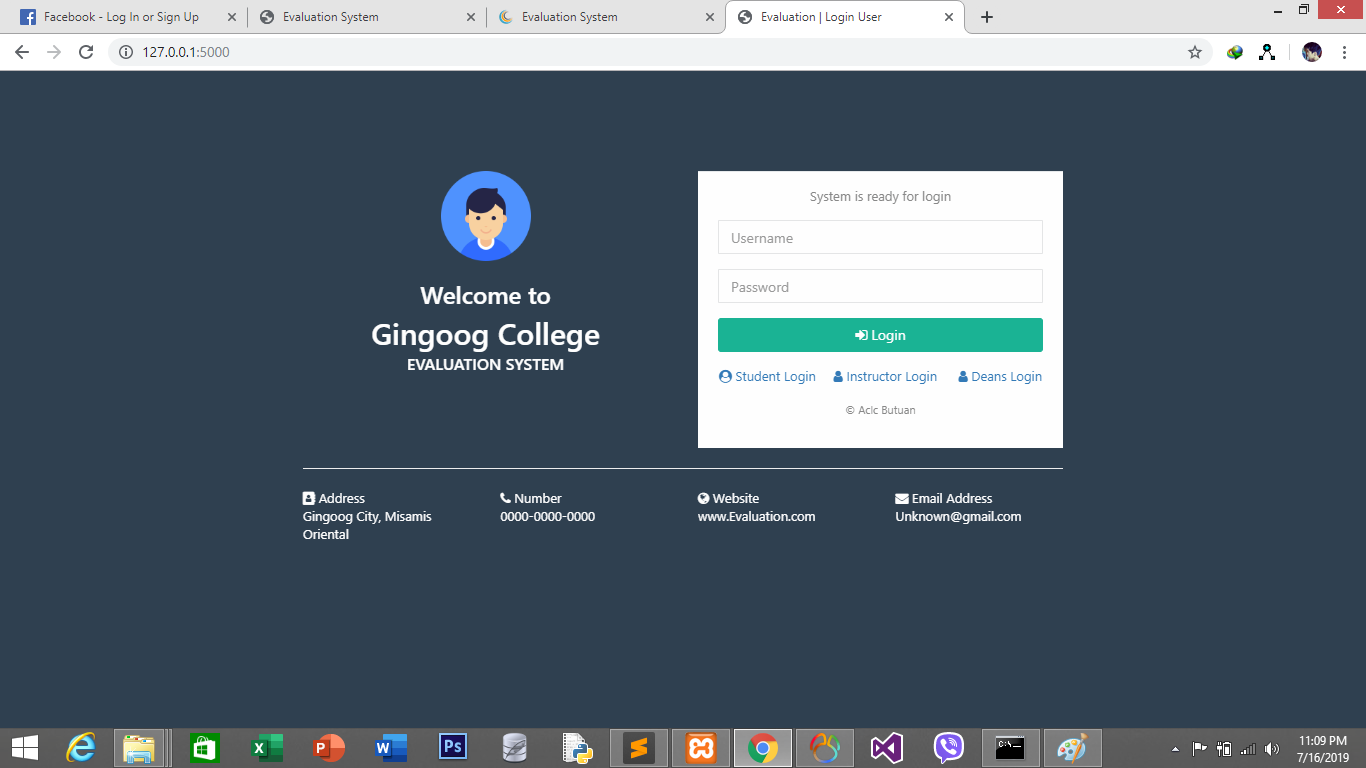 Facebook - Log In or Sign Up
Evaluation System
Evaluation System
Evaluation | Login User
127.0.0.1:5000
Welcome to
Gingoog College
EVALUATION SYSTEM
System is ready for login
Username
Password
Login
Student Login Instructor Login Deans Login
© Acic Butuan
Address
Gingoog City, Misamis
Oriental
Number
0000-0000-0000
Website
www.Evaluation.com
Email Address
Unknown@gmail.com
Ps
11:09 PM
7/16/2019